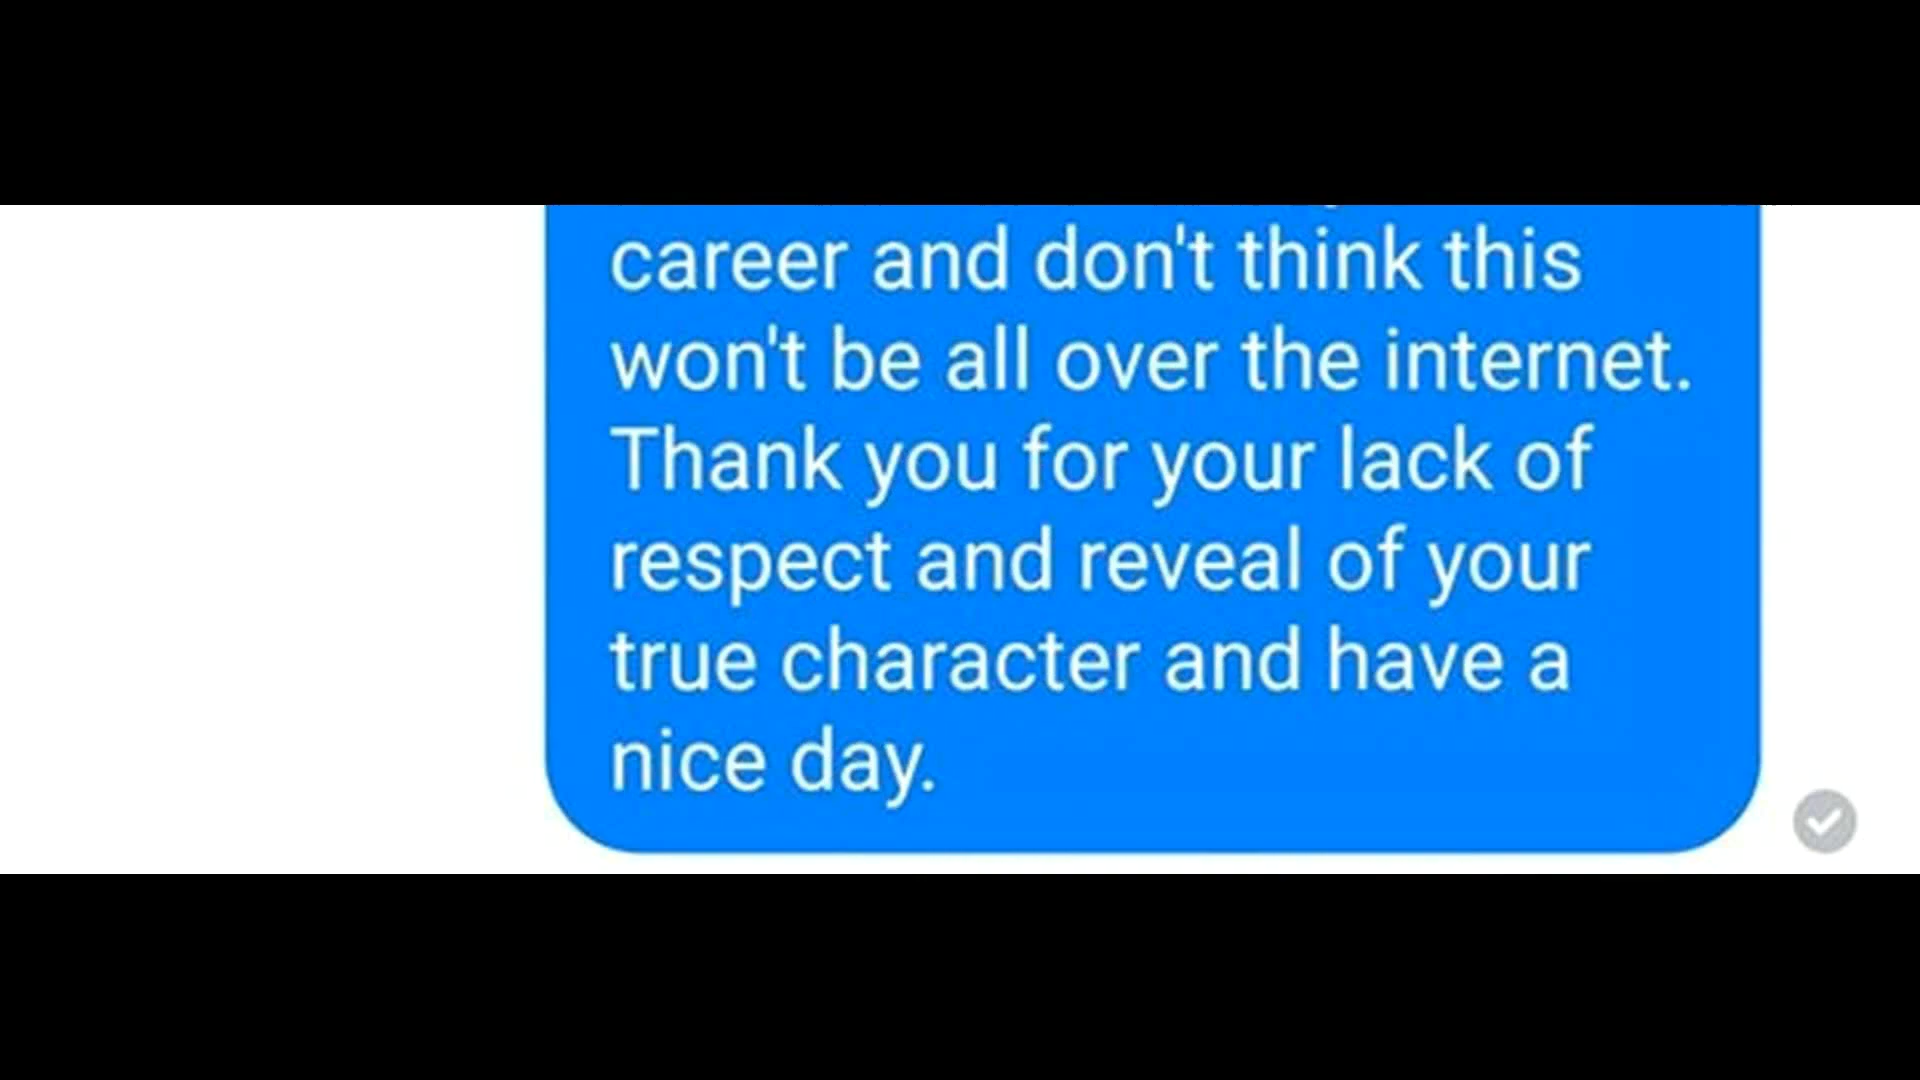 career and don't think this
won't be all over the internet.
Thank you for your lack of
respect and reveal of your
true character and have a
nice day.